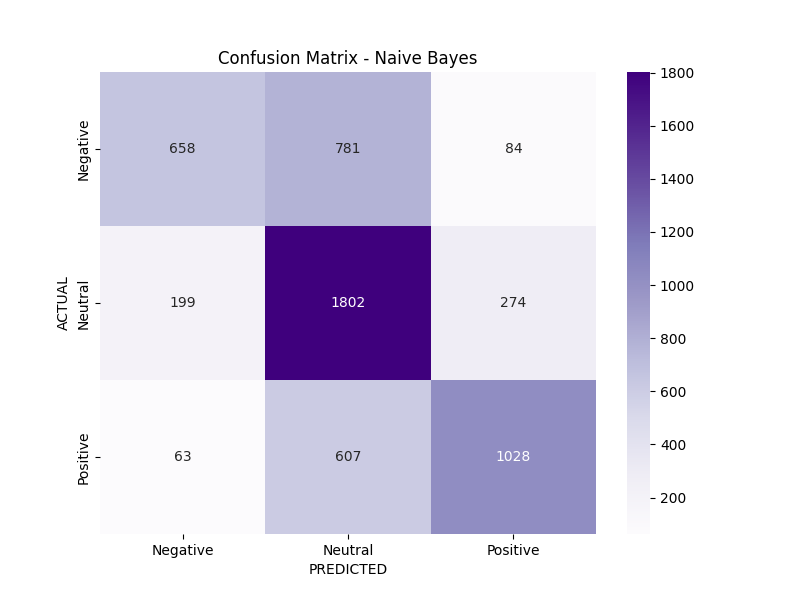 Confusion Matrix - Naive Bayes
Negative 658 781 84
Neutral 199 1802 274
Positive 63 607 1028
ACTUAL
Negative Neutral Positive
PREDICTED
1800
1600
1400
1200
1000
800
600
400
200